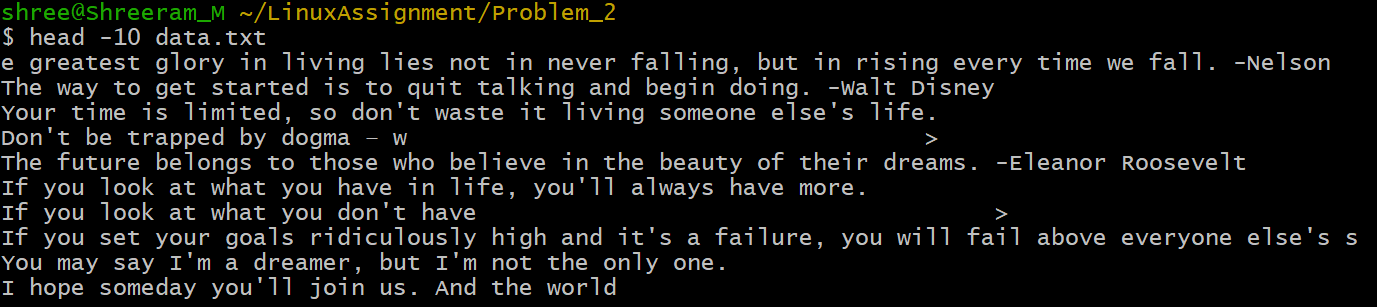 shree@Shreeram_M ~/LinuxAssignment/Problem_2
$ head -10 data.txt
e greatest glory in living lies not in never falling, but in rising every time we fall. -Nelson
The way to get started is to quit talking and begin doing. -Walt Disney
Your time is limited, so don't waste it living someone else's life.
Don't be trapped by dogma – w >
The future belongs to those who believe in the beauty of their dreams. -Eleanor Roosevelt
If you look at what you have in life, you'll always have more.
If you look at what you don't have >
If you set your goals ridiculously high and it's a failure, you will fail above everyone else's s
You may say I'm a dreamer, but I'm not the only one.
I hope someday you'll join us. And the world